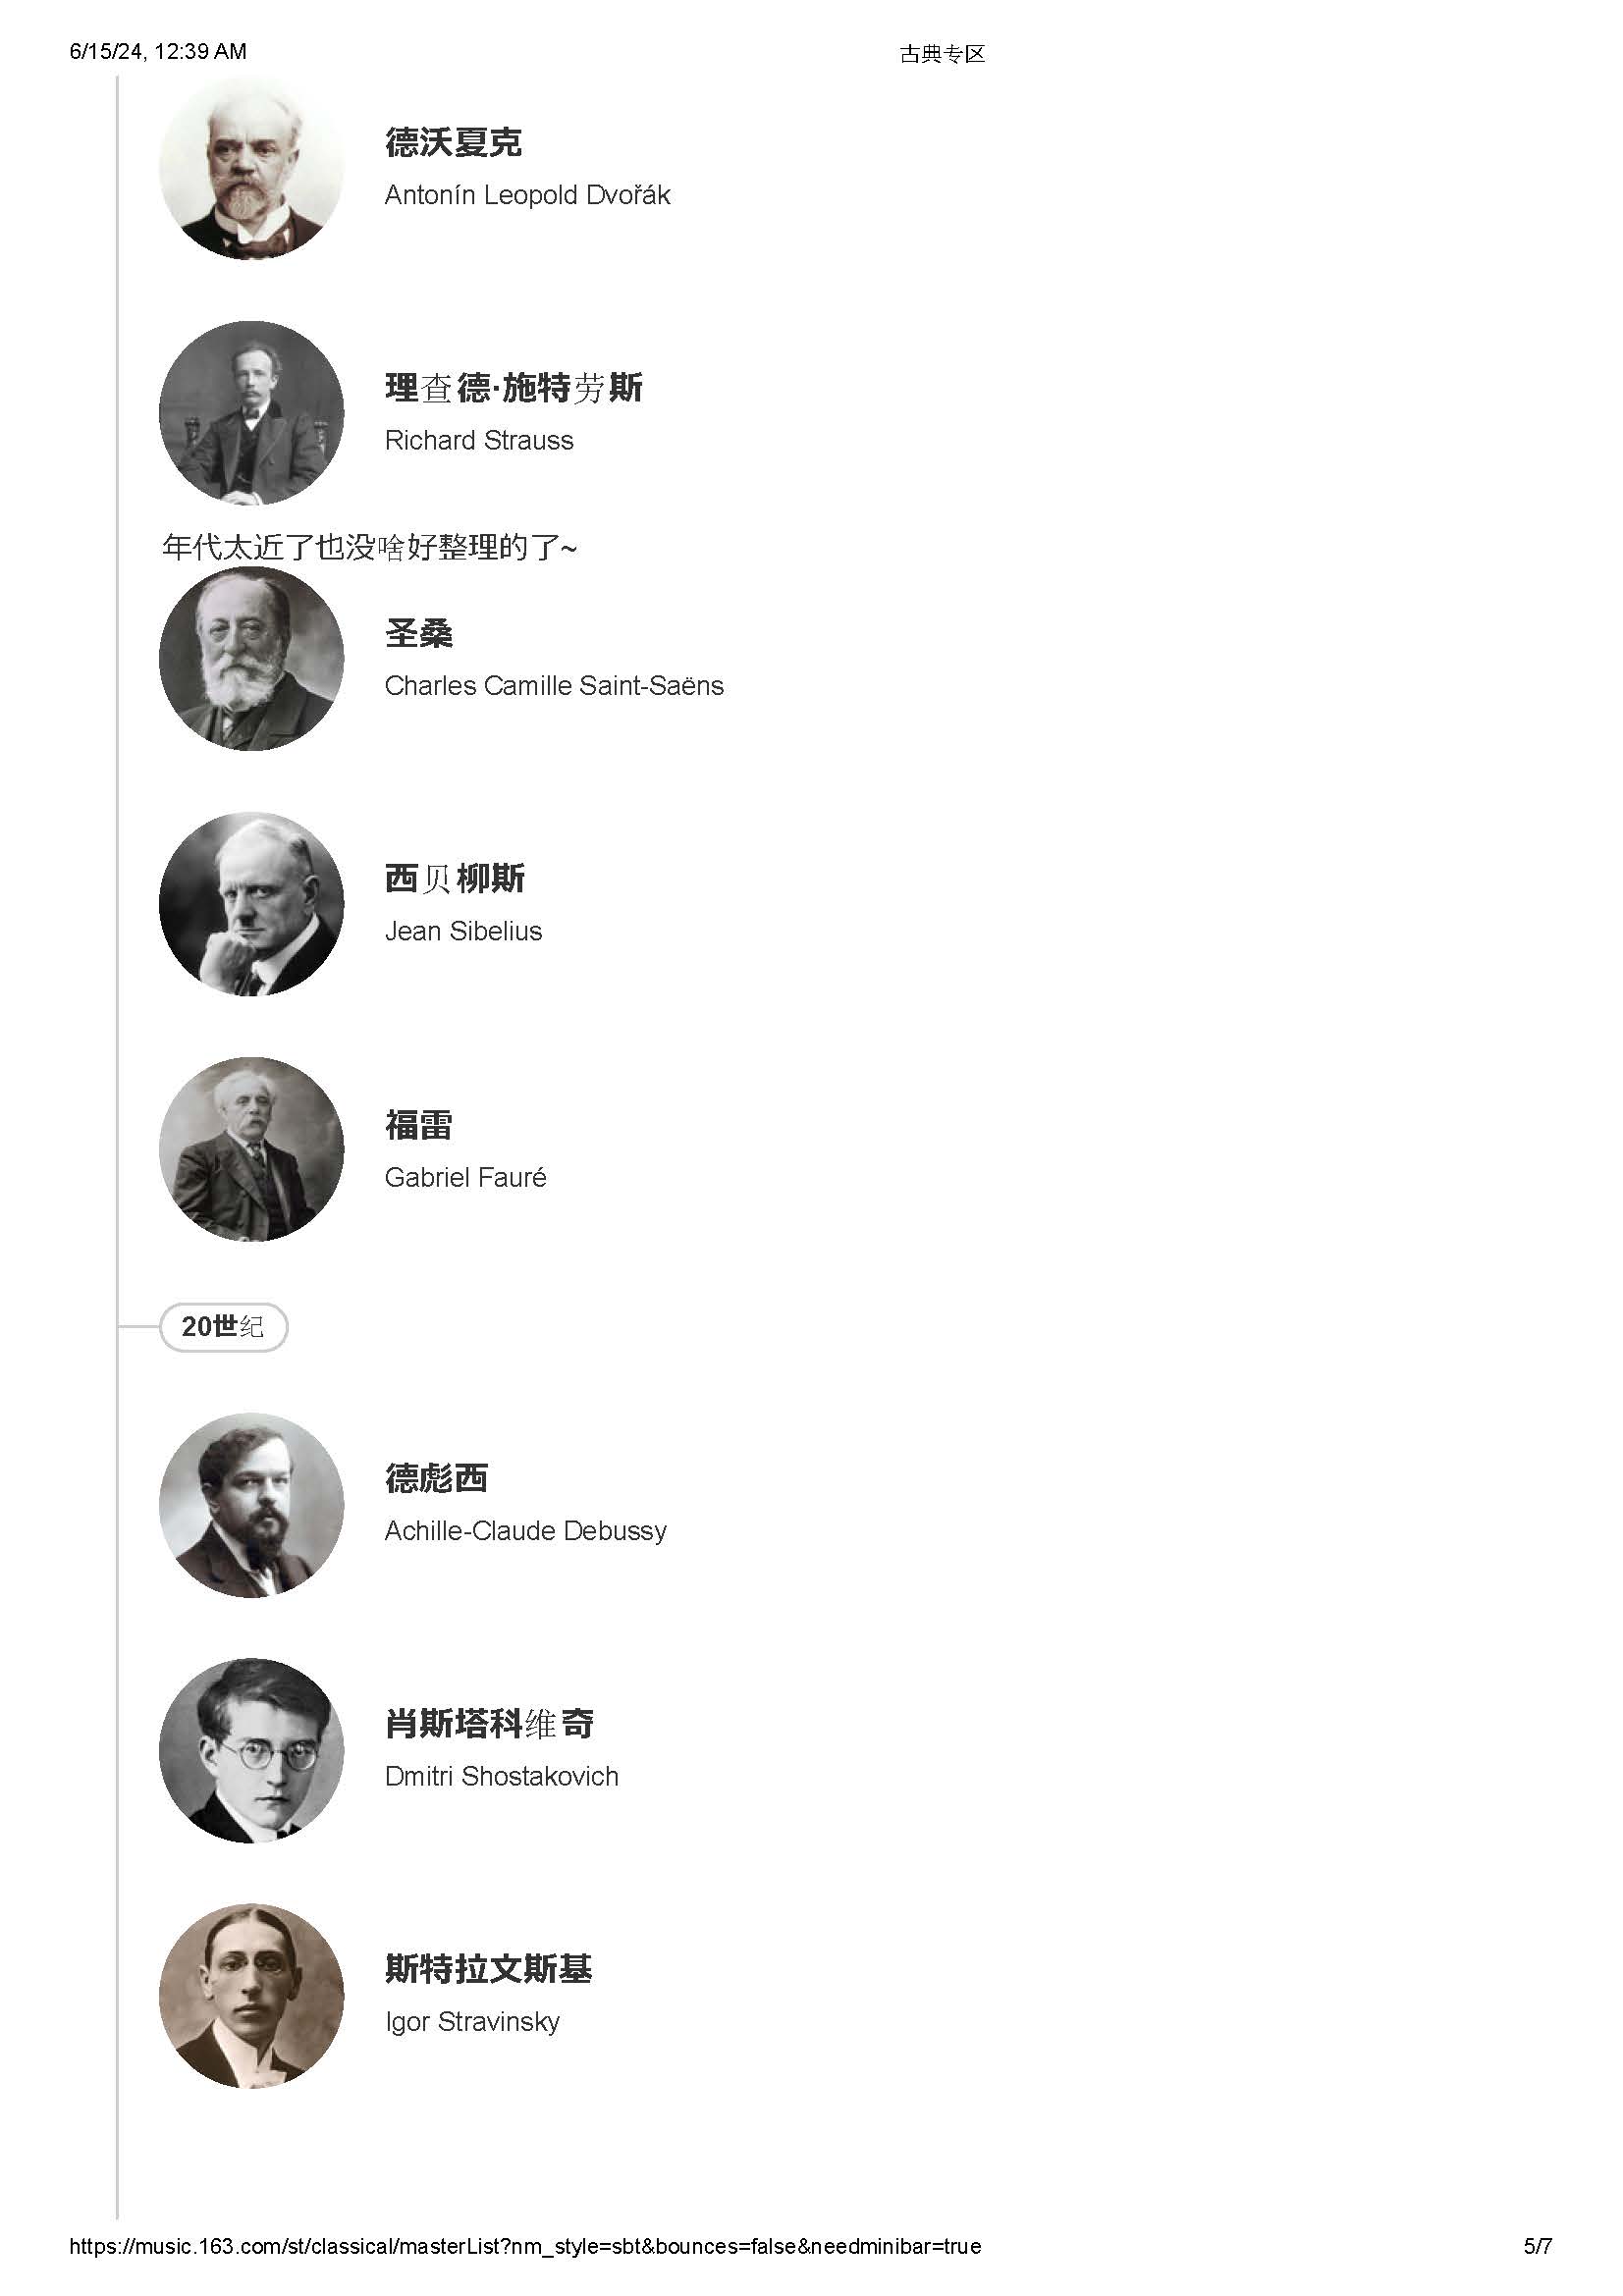 6/15/24, 12:39 AM
古典专区
德沃夏克
Antonín Leopold Dvořák
理查德·施特劳斯
Richard Strauss
年代太近了也没啥好整理的了~
圣桑
Charles Camille Saint-Saëns
西贝柳斯
Jean Sibelius
福雷
Gabriel Fauré
20世纪
德彪西
Achille-Claude Debussy
肖斯塔科维奇
Dmitri Shostakovich
斯特拉文斯基
Igor Stravinsky
https://music.163.com/st/classical/masterList?nm_style=sbt&bounces=false&needminibar=true
5/7